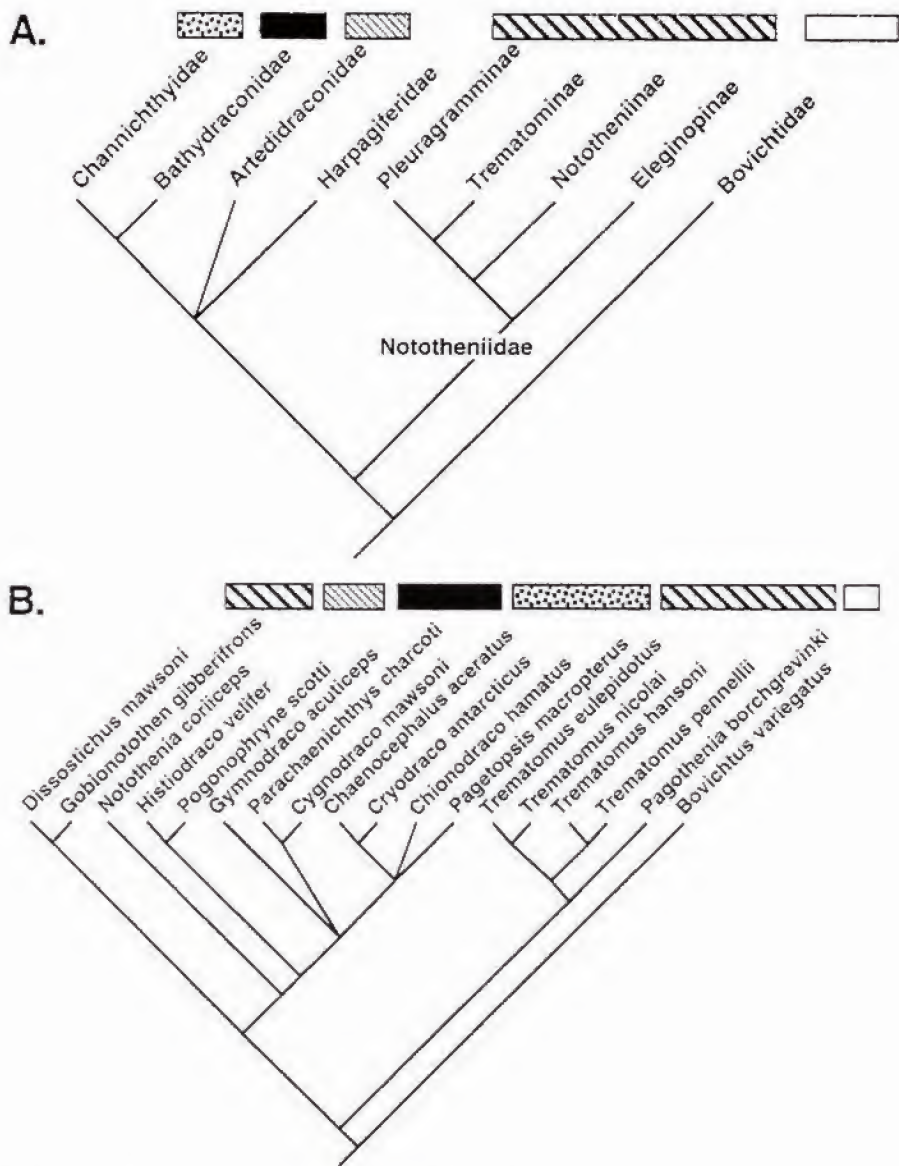 A.
Channichthyidae
Bathydraconidae
Artedidraconidae
Harpagiferidae
Pleuragramminae
Trematominae
Nototheniinae
Eleginopinae
Bovichtidae
Nototheniidae
B.
Dissostichus mawsoni
Gobionotothen gibberifrons
Notothenia coriiceps
Histiodraco velifer
Pogonophryne scotti
Gymnodraco acuticeps
Parachaenichthys charcoti
Cygnodraco mawsoni
Chaenocephalus aceratus
Cryodraco antarcticus
Chionodraco hamatus
Pagetopsis macropterus
Trematomus eulepidotus
Trematomus nicolai
Trematomus hansoni
Trematomus pennellii
Pagothenia borchgrevinki
Bovichtus variegatus